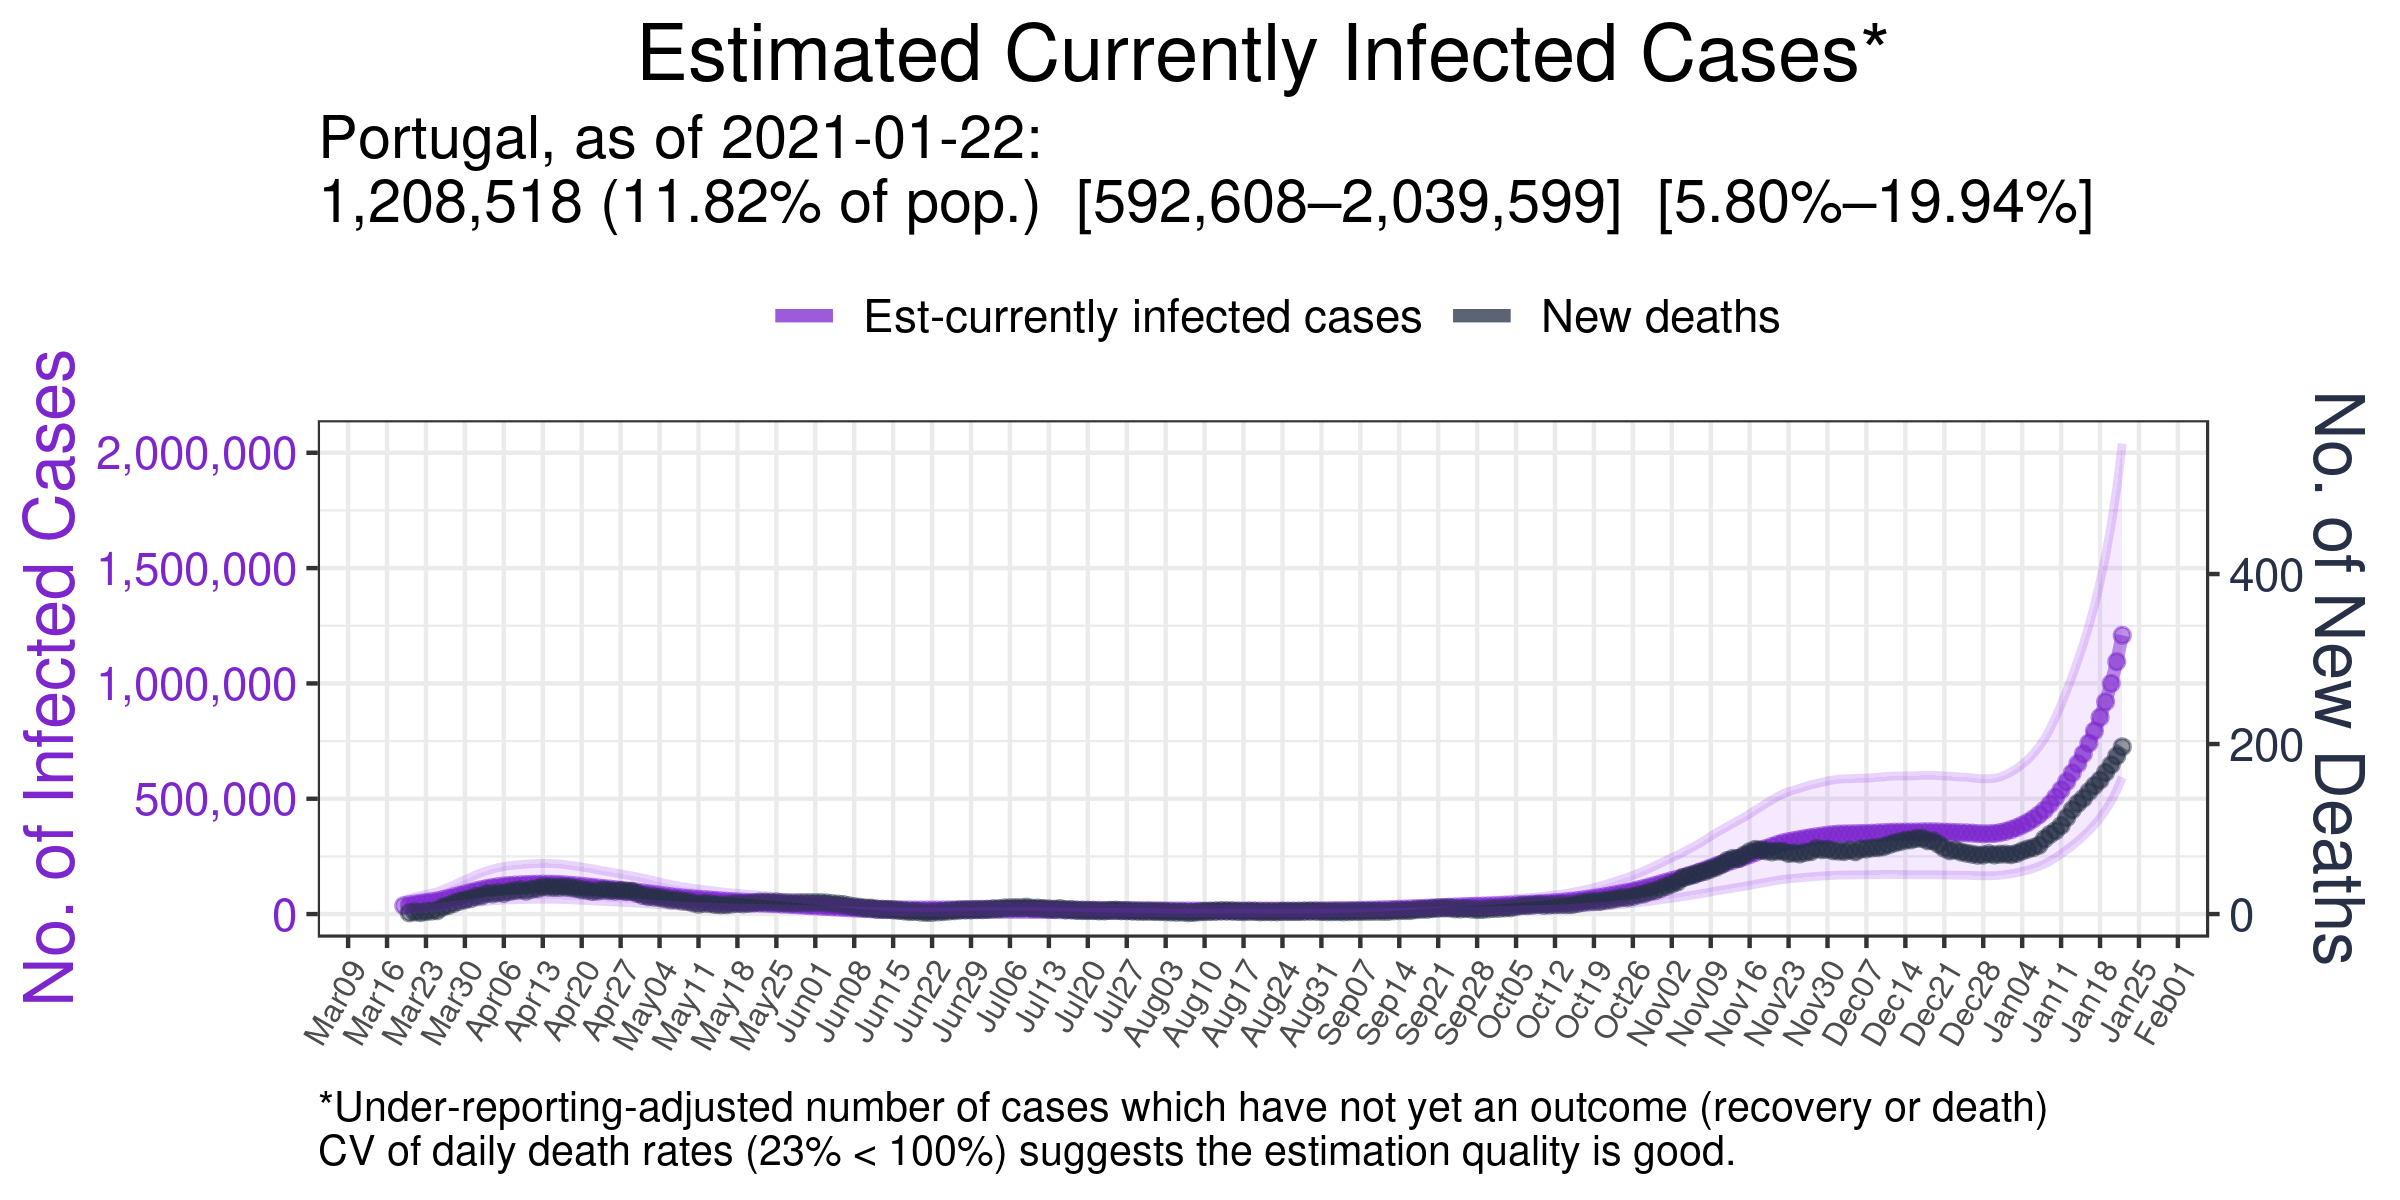 Estimated Currently Infected Cases*
Portugal, as of 2021-01-22:
1,208,518 (11.82% of pop.) [592,608–2,039,599] [5.80%–19.94%]
Est-currently infected cases
New deaths
No. of Infected Cases
2,000,000
1,500,000
1,000,000
500,000
0
400
200
0
No. of New Deaths
Mar09
Mar16
Mar23
Mar30
Apr06
Apr13
Apr20
Apr27
May04
May11
May18
May25
Jun01
Jun08
Jun15
Jun22
Jun29
Jul06
Jul13
Jul20
Jul27
Aug03
Aug10
Aug17
Aug24
Aug31
Sep07
Sep14
Sep21
Sep28
Oct05
Oct12
Oct19
Oct26
Nov02
Nov09
Nov16
Nov23
Nov30
Dec07
Dec14
Dec21
Dec28
Jan04
Jan11
Jan18
Jan25
Feb01
*Under-reporting-adjusted number of cases which have not yet an outcome (recovery or death)
CV of daily death rates (23% < 100%) suggests the estimation quality is good.